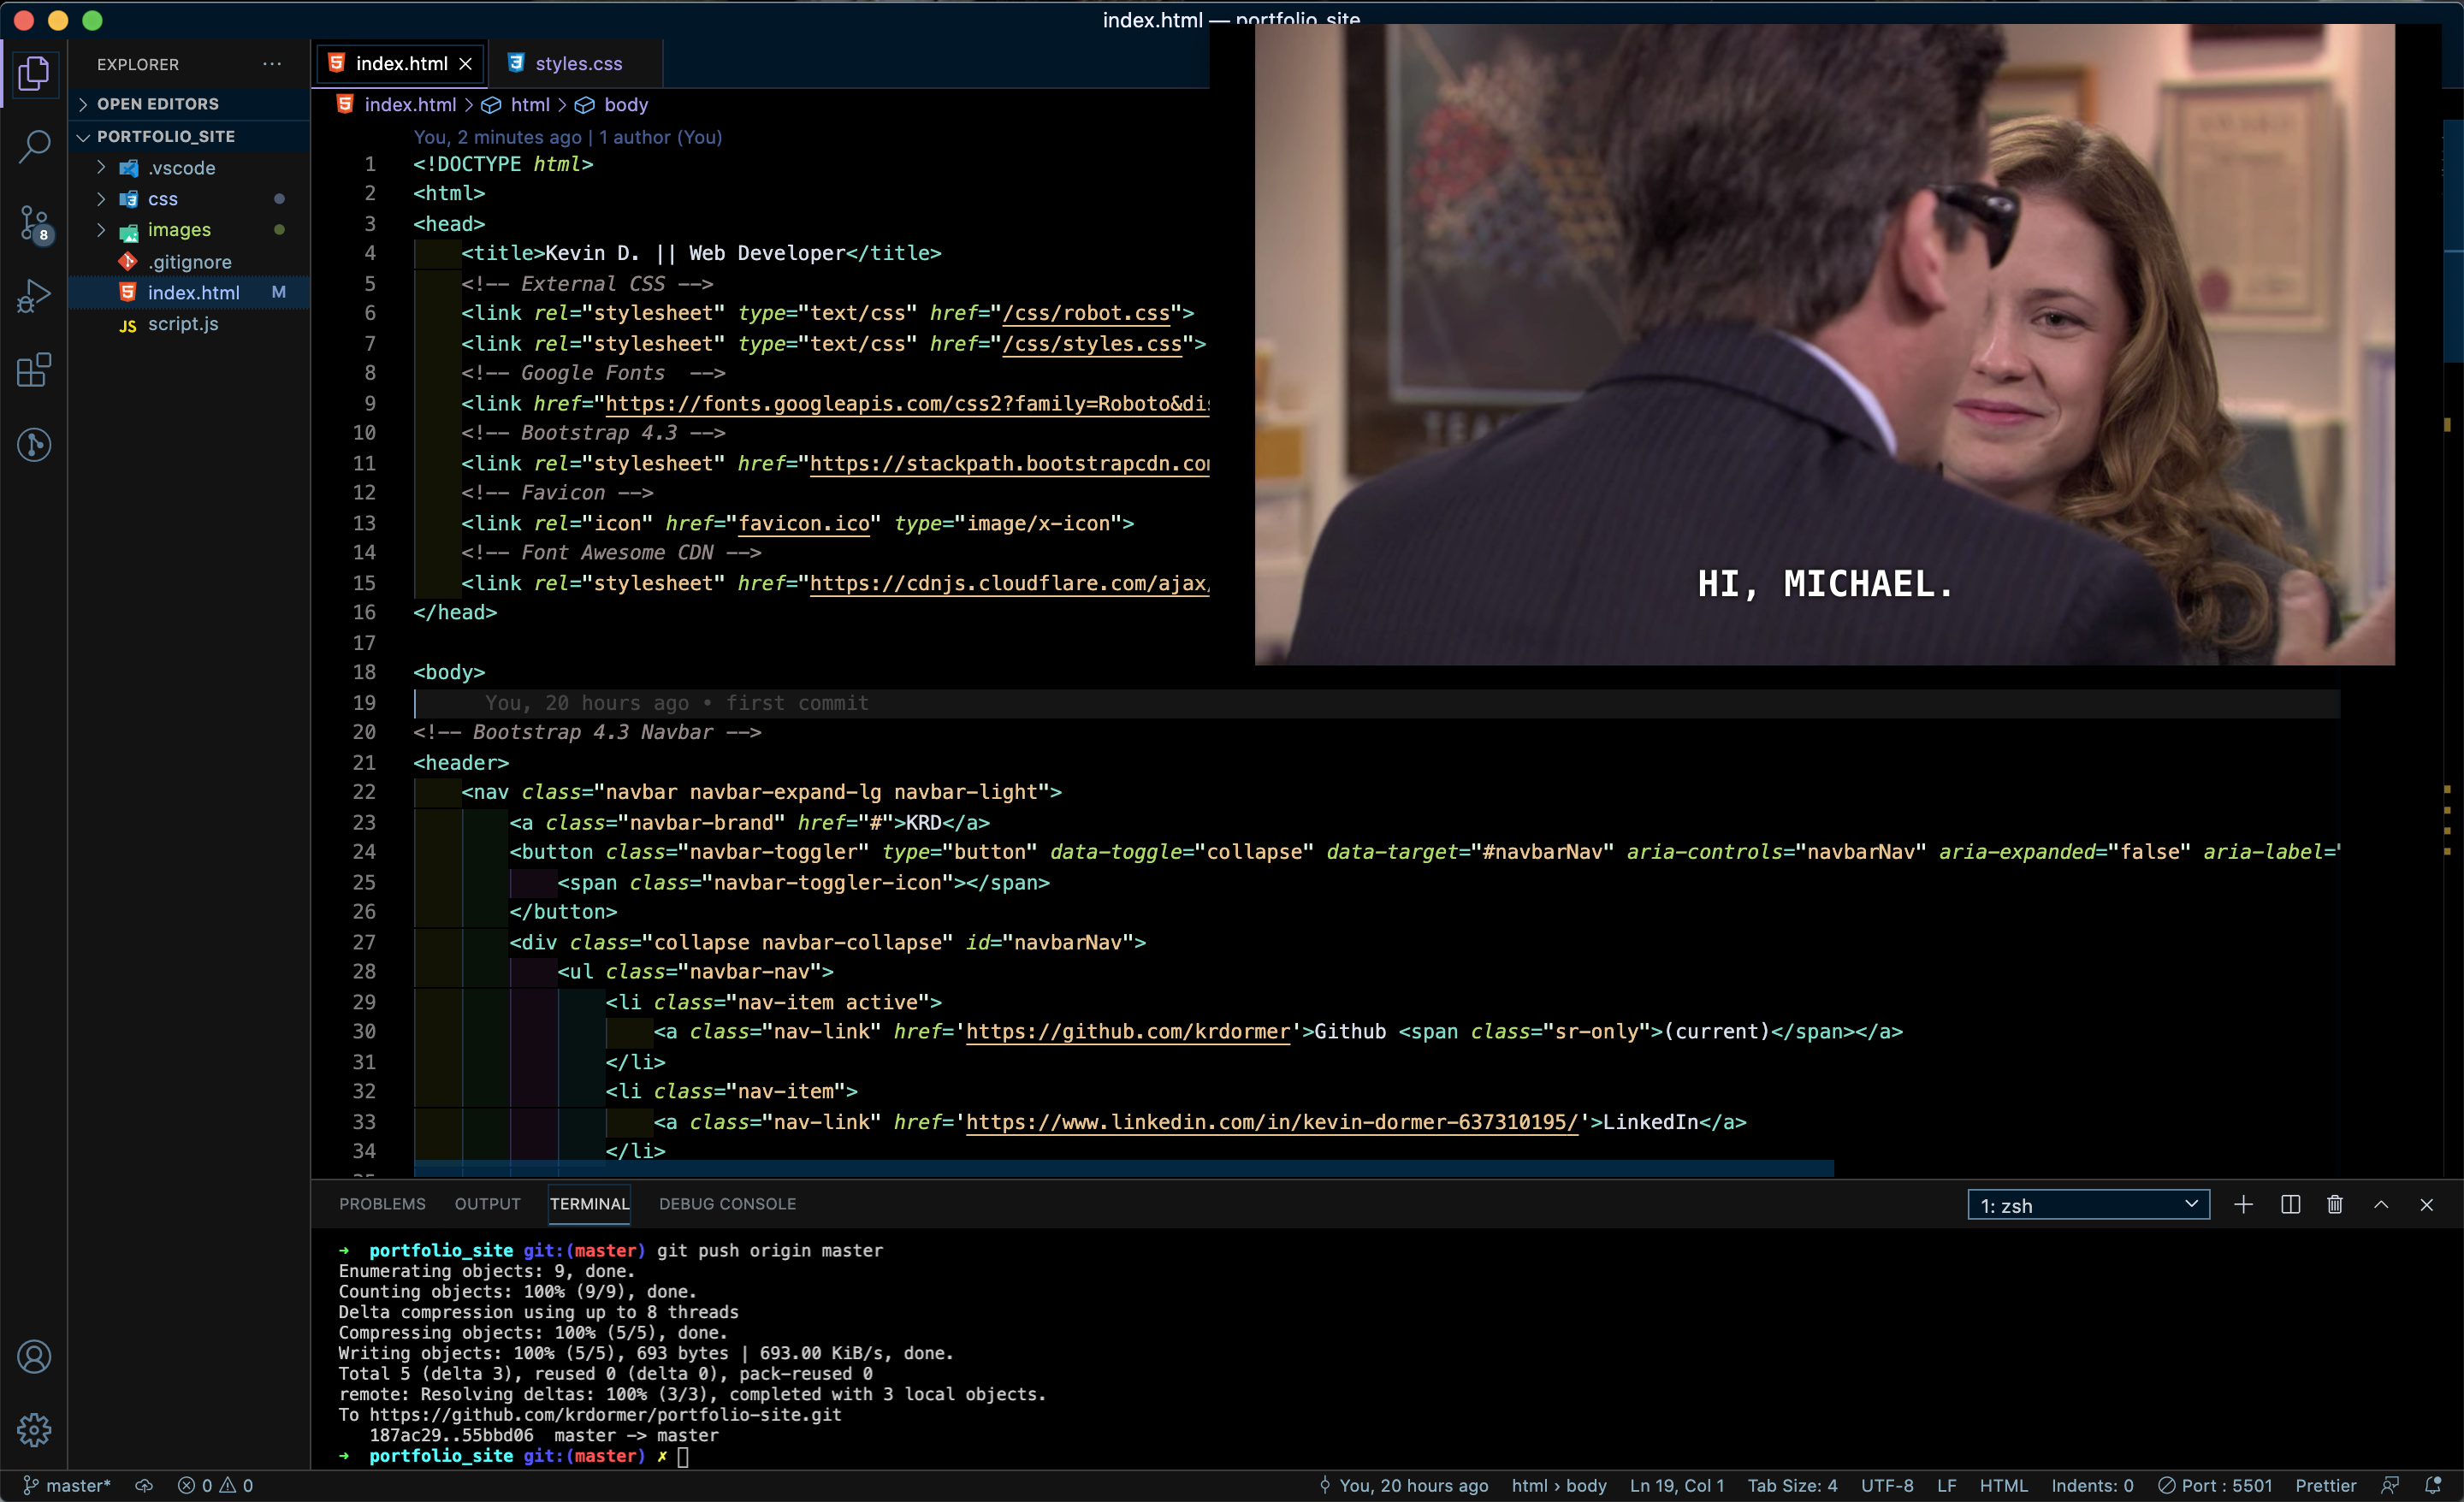 index.html — portfolio_site
EXPLORER
OPEN EDITORS
PORTFOLIO_SITE
.vscode
css
images
.gitignore
index.html M
JS script.js
8
index.html
styles.css
index.html > html > body
You, 2 minutes ago | 1 author (You)
1 <!DOCTYPE html>
2 <html>
3 <head>
4 <title>Kevin D. || Web Developer</title>
5 <!-- External CSS -->
6 <link rel="stylesheet" type="text/css" href="/css/robot.css">
7 <link rel="stylesheet" type="text/css" href="/css/styles.css">
8 <!-- Google Fonts  -->
9 <link href="https://fonts.googleapis.com/css2?family=Roboto&di
10 <!-- Bootstrap 4.3 -->
11 <link rel="stylesheet" href="https://stackpath.bootstrapcdn.co
12 <!-- Favicon -->
13 <link rel="icon" href="favicon.ico" type="image/x-icon">
14 <!-- Font Awesome CDN -->
15 <link rel="stylesheet" href="https://cdnjs.cloudflare.com/ajax/
16 </head>
17
18 <body>
19 You, 20 hours ago • first commit
20 <!-- Bootstrap 4.3 Navbar -->
21 <header>
22 <nav class="navbar navbar-expand-lg navbar-light">
23 <a class="navbar-brand" href="#">KRD</a>
24 <button class="navbar-toggler" type="button" data-toggle="collapse" data-target="#navbarNav" aria-controls="navbarNav" aria-expanded="false" aria-label="
25 <span class="navbar-toggler-icon"></span>
26 </button>
27 <div class="collapse navbar-collapse" id="navbarNav">
28 <ul class="navbar-nav">
29 <li class="nav-item active">
30 <a class="nav-link" href='https://github.com/krdormer'>Github <span class="sr-only">(current)</span></a>
31 </li>
32 <li class="nav-item">
33 <a class="nav-link" href='https://www.linkedin.com/in/kevin-dormer-637310195/'>LinkedIn</a>
34 </li>
HI, MICHAEL.
PROBLEMS OUTPUT TERMINAL DEBUG CONSOLE 1: zsh
→ portfolio_site git:(master) git push origin master
Enumerating objects: 9, done.
Counting objects: 100% (9/9), done.
Delta compression using up to 8 threads
Compressing objects: 100% (5/5), done.
Writing objects: 100% (5/5), 693 bytes | 693.00 KiB/s, done.
Total 5 (delta 3), reused 0 (delta 0), pack-reused 0
remote: Resolving deltas: 100% (3/3), completed with 3 local objects.
To https://github.com/krdormer/portfolio-site.git
187ac29..55bbd06  master -> master
→ portfolio_site git:(master) ✗
master* 0 0 You, 20 hours ago html › body Ln 19, Col 1 Tab Size: 4 UTF-8 LF HTML Indents: 0 Port : 5501 Prettier